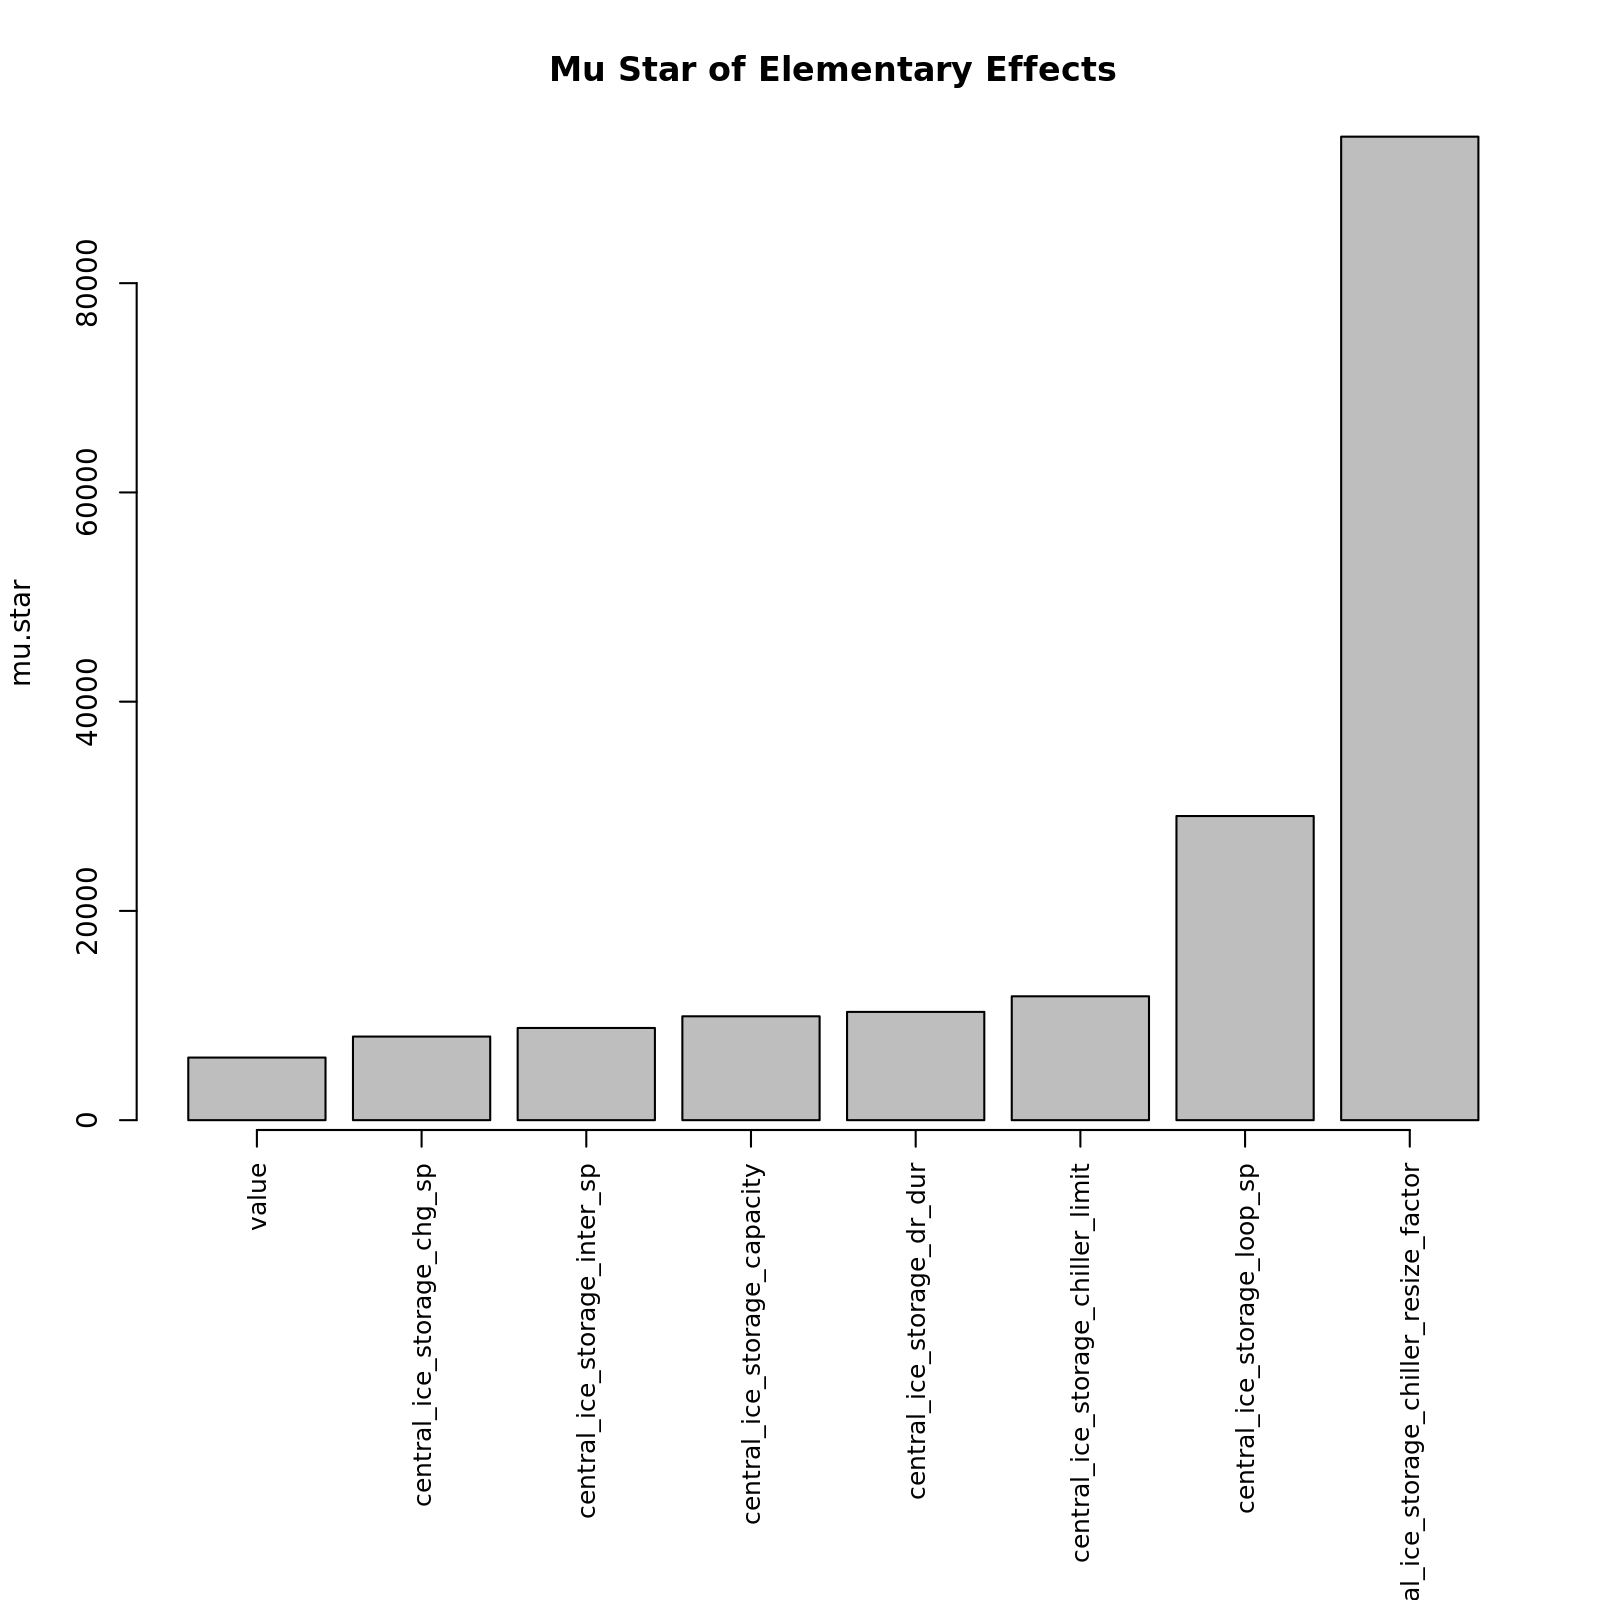 Mu Star of Elementary Effects
mu.star
80000
60000
40000
20000
0
value
central_ice_storage_chg_sp
central_ice_storage_inter_sp
central_ice_storage_capacity
central_ice_storage_dr_dur
central_ice_storage_chiller_limit
central_ice_storage_loop_sp
al_ice_storage_chiller_resize_factor